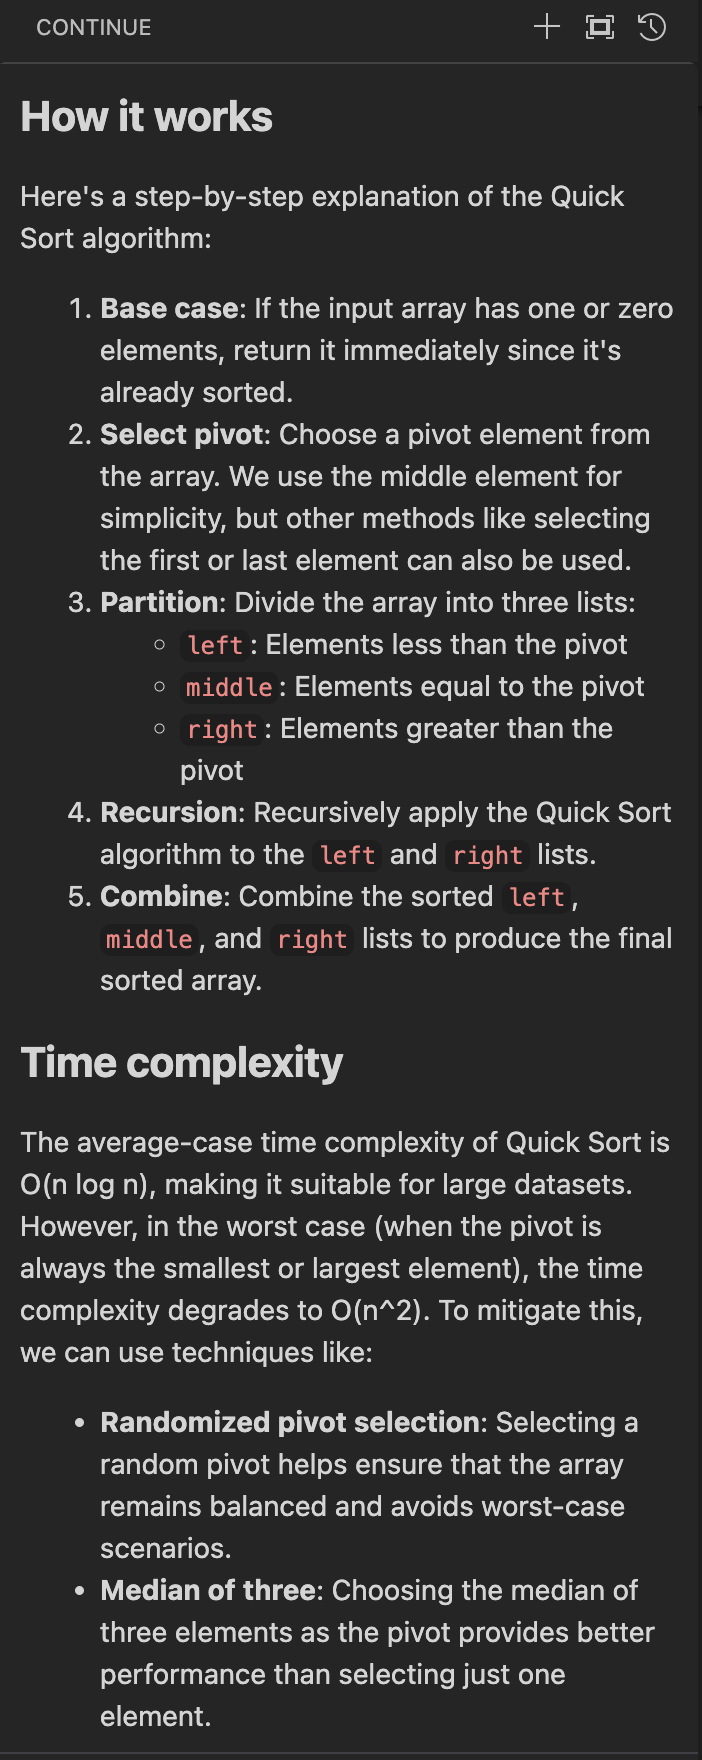 CONTINUE
How it works
Here's a step-by-step explanation of the Quick
Sort algorithm:
1. Base case: If the input array has one or zero
elements, return it immediately since it's
already sorted.
2. Select pivot: Choose a pivot element from
the array. We use the middle element for
simplicity, but other methods like selecting
the first or last element can also be used.
3. Partition: Divide the array into three lists:
◦ left: Elements less than the pivot
◦ middle: Elements equal to the pivot
◦ right: Elements greater than the
pivot
4. Recursion: Recursively apply the Quick Sort
algorithm to the left and right lists.
5. Combine: Combine the sorted left,
middle, and right lists to produce the final
sorted array.
Time complexity
The average-case time complexity of Quick Sort is
O(n log n), making it suitable for large datasets.
However, in the worst case (when the pivot is
always the smallest or largest element), the time
complexity degrades to O(n^2). To mitigate this,
we can use techniques like:
• Randomized pivot selection: Selecting a
random pivot helps ensure that the array
remains balanced and avoids worst-case
scenarios.
• Median of three: Choosing the median of
three elements as the pivot provides better
performance than selecting just one
element.